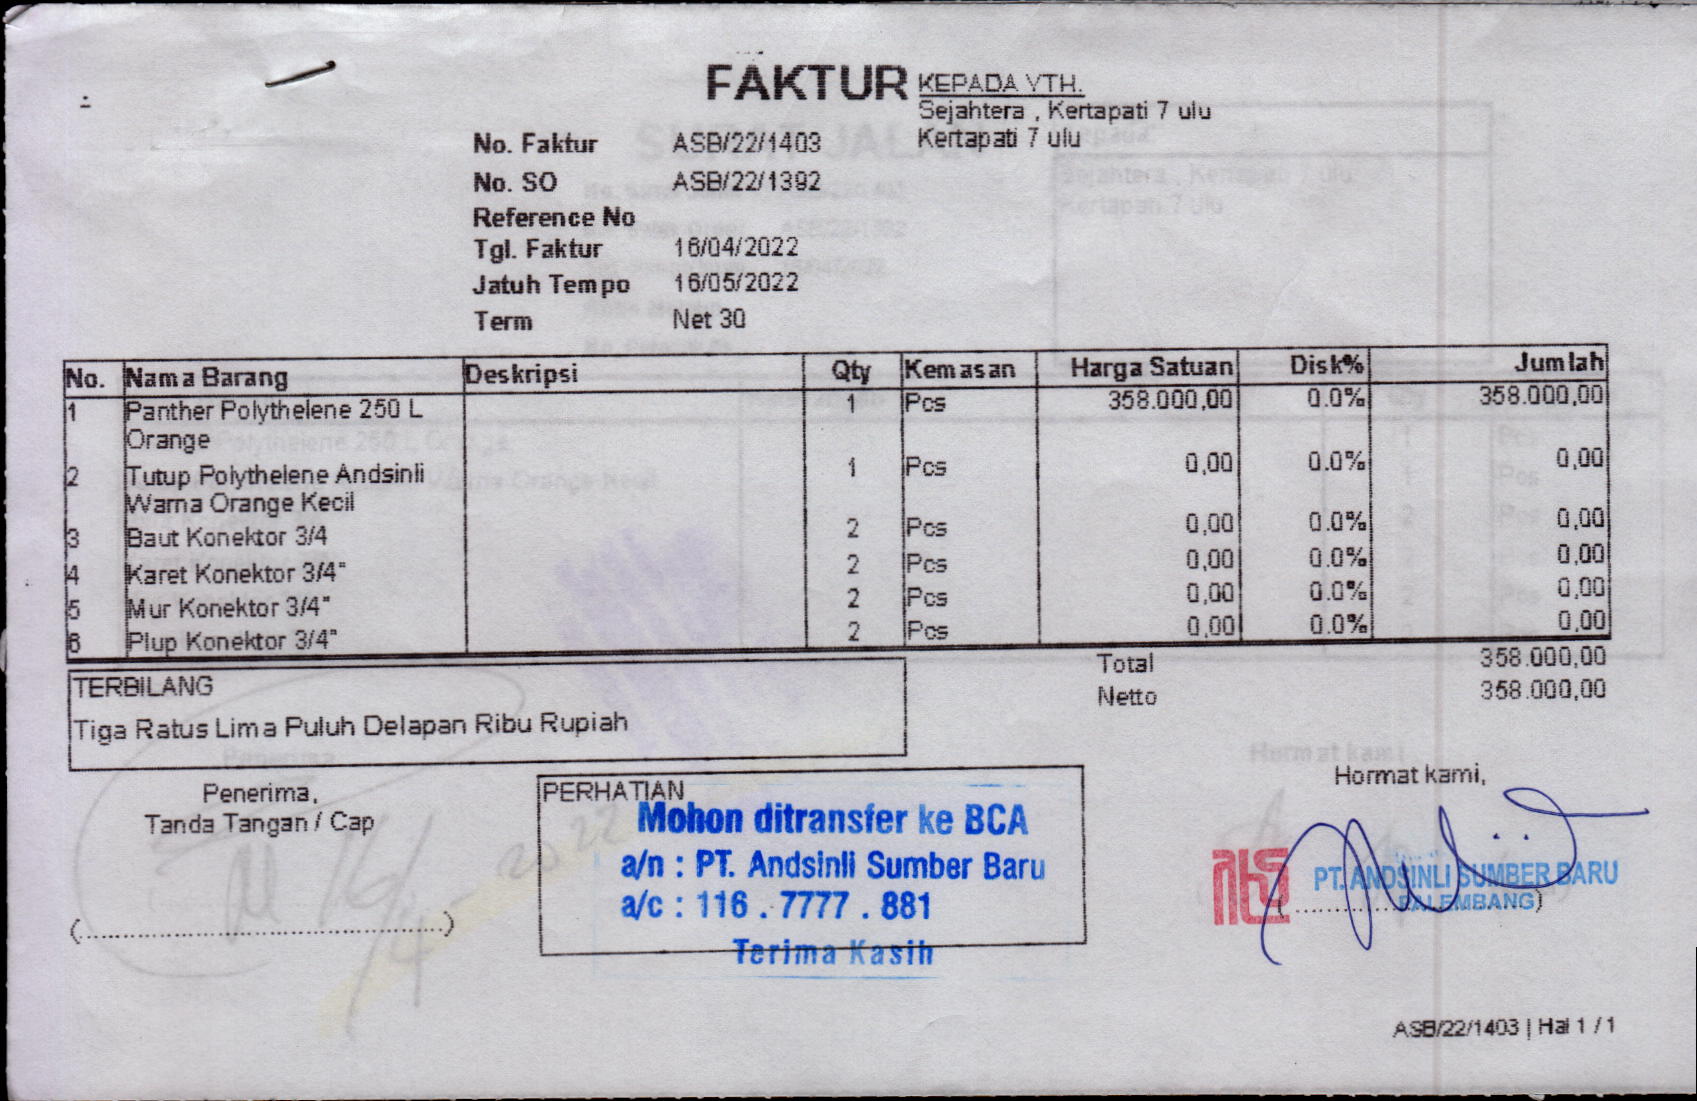 FAKTUR
KEPADA YTH.
Sejahtera , Kertapati 7 ulu
Kertapati 7 ulu
No. Faktur ASB/22/1403
No. SO ASB/22/1392
Reference No
Tgl. Faktur 16/04/2022
Jatuh Tempo 16/05/2022
Term Net 30
No. Nama Barang Deskripsi Qty Kemasan Harga Satuan Disk% Jumlah
1 Panther Polythelene 250 L 1 Pcs 358.000,00 0.0% 358.000,00
Orange
2 Tutup Polythelene Andsinli 1 Pcs 0,00 0.0% 0,00
Warna Orange Kecil
3 Baut Konektor 3/4 2 Pcs 0,00 0.0% 0,00
4 Karet Konektor 3/4" 2 Pcs 0,00 0.0% 0,00
5 Mur Konektor 3/4" 2 Pcs 0,00 0.0% 0,00
6 Plup Konektor 3/4" 2 Pcs 0,00 0.0% 0,00
Total 358.000,00
Netto 358.000,00
TERBILANG
Tiga Ratus Lima Puluh Delapan Ribu Rupiah
Penerima,
Tanda Tangan / Cap
(.....................................................)
PERHATIAN
Mohon ditransfer ke BCA
a/n : PT. Andsinli Sumber Baru
a/c : 116 . 7777 . 881
Terima Kasih
Hormat kami,
PT. ANDSINLI SUMBER BARU
PALEMBANG
ASB/22/1403 | Hal 1 / 1